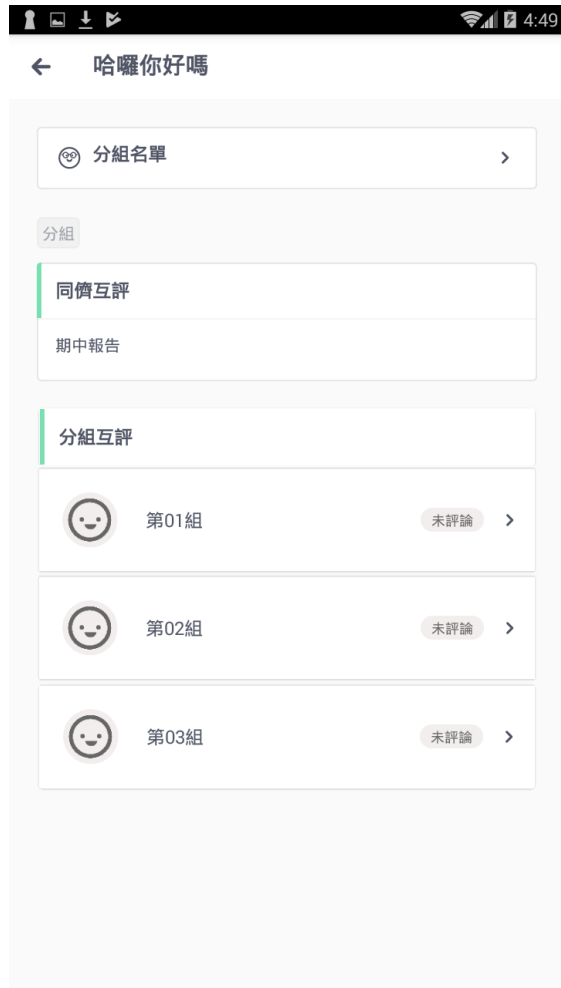 4:49
哈囉你好嗎
分組名單
分組
同儕互評
期中報告
分組互評
第01組
未評論
第02組
未評論
第03組
未評論